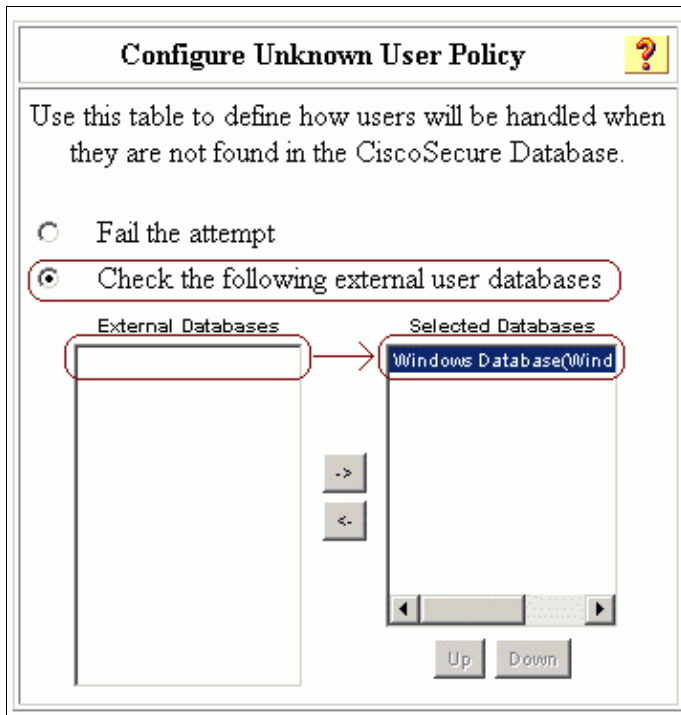 Configure Unknown User Policy
?
Use this table to define how users will be handled when
they are not found in the CiscoSecure Database.
Fail the attempt
Check the following external user databases
External Databases
Selected Databases
Windows Database(Wind
->
<-
Up
Down